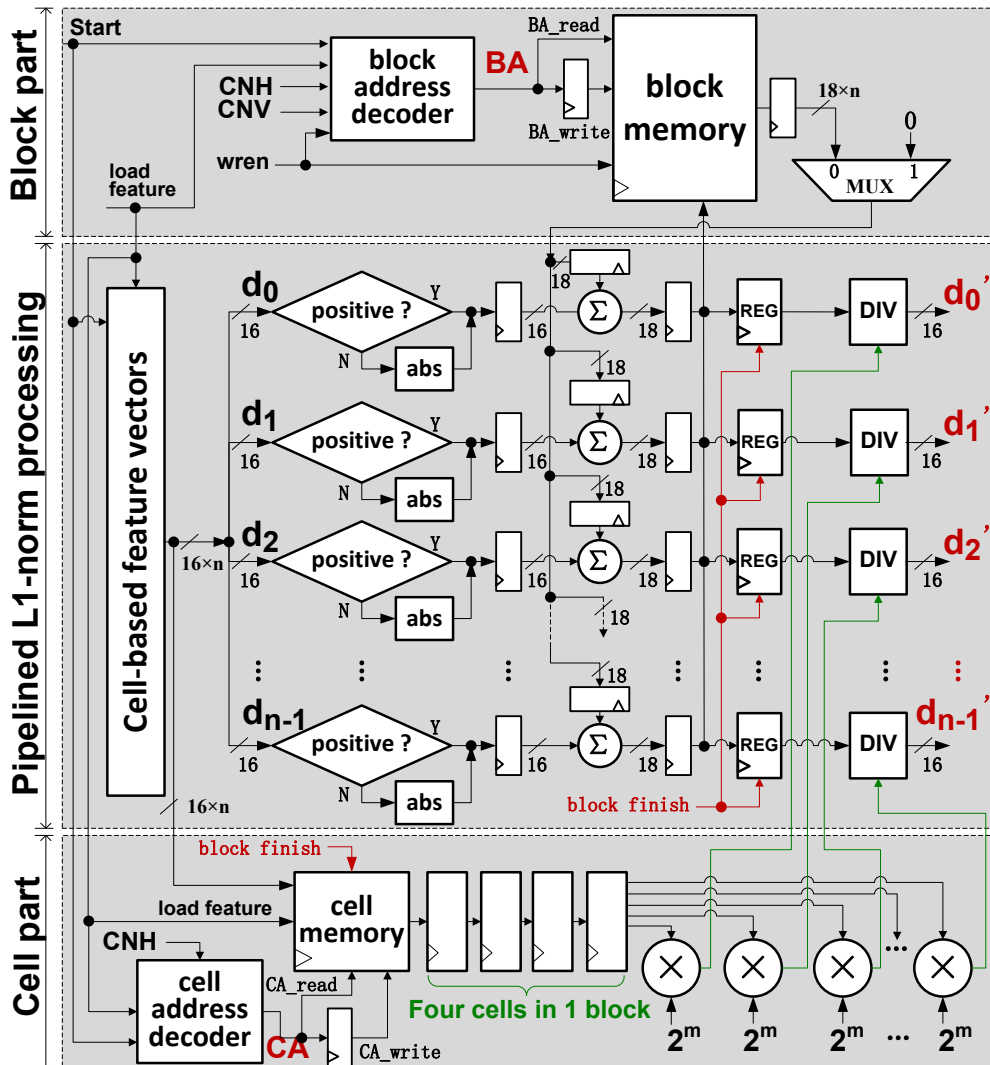 Block part
Start
CNH
CNV
wren
load
feature
block
address
decoder
BA
BA_read
BA_write
block
memory
18×n
0
0
1
MUX
Pipelined L1-norm processing
Cell-based feature vectors
16×n
16×n
d0
16
positive ?
Y
N
abs
16
18
Σ
18
REG
DIV
d0'
16
d1
16
positive ?
Y
N
abs
16
18
Σ
18
REG
DIV
d1'
16
d2
16
positive ?
Y
N
abs
16
18
Σ
18
REG
DIV
d2'
16
18
...
...
...
...
...
...
...
dn-1
16
positive ?
Y
N
abs
16
18
Σ
18
REG
DIV
dn-1'
16
block finish
Cell part
block finish
load feature
cell
memory
CNH
cell
address
decoder
CA
CA_read
CA_write
Four cells in 1 block
×
×
×
...
×
2m
2m
2m
...
2m